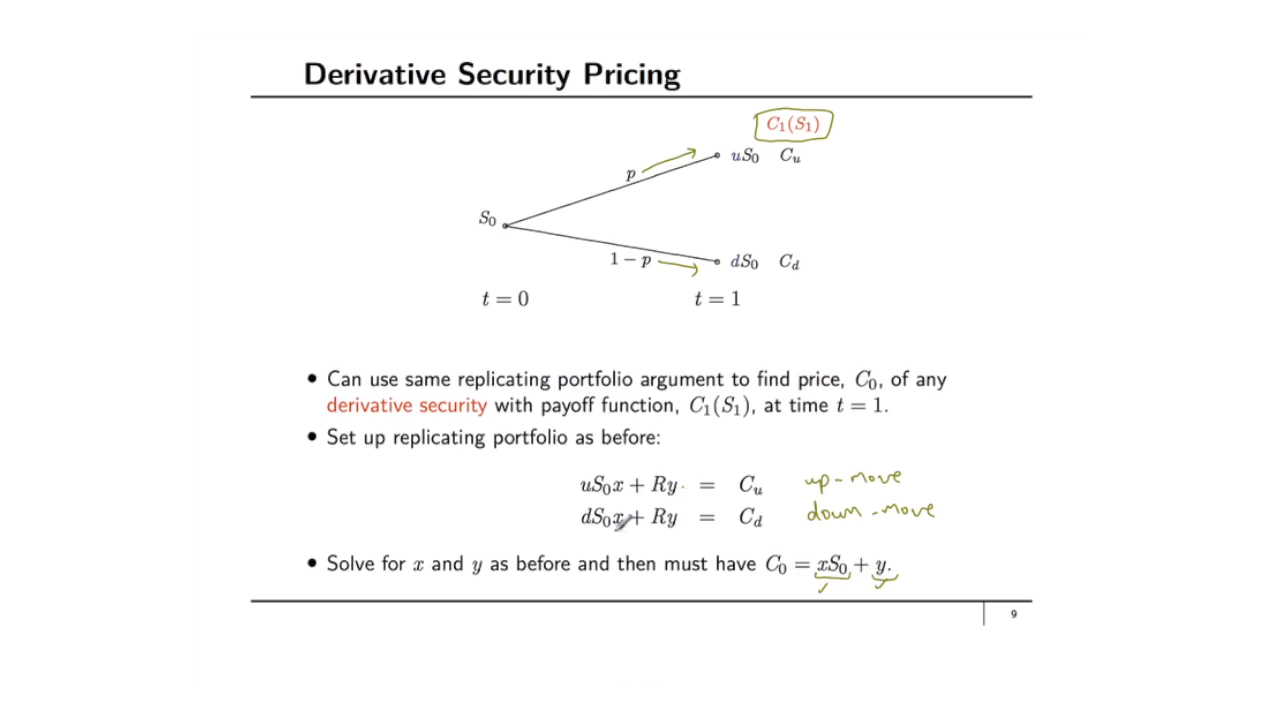 Derivative Security Pricing
C₁(S₁)
uS₀ Cᵤ
p
S₀
1 − p
dS₀ C_d
t = 0 t = 1
• Can use same replicating portfolio argument to find price, C₀, of any
derivative security with payoff function, C₁(S₁), at time t = 1.
• Set up replicating portfolio as before:
uS₀x + Ry = Cᵤ up-move
dS₀x + Ry = C_d down-move
• Solve for x and y as before and then must have C₀ = xS₀ + y.
9